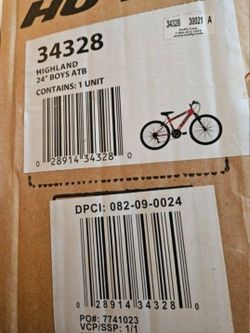 HU
34328
HIGHLAND
24" BOYS ATB
CONTAINS: 1 UNIT
34328 30021 A
0 28914 34328 0
DPCI: 082-09-0024
0 28914 34328 0
PO#: 7741023
VCP/SSP: 1/1